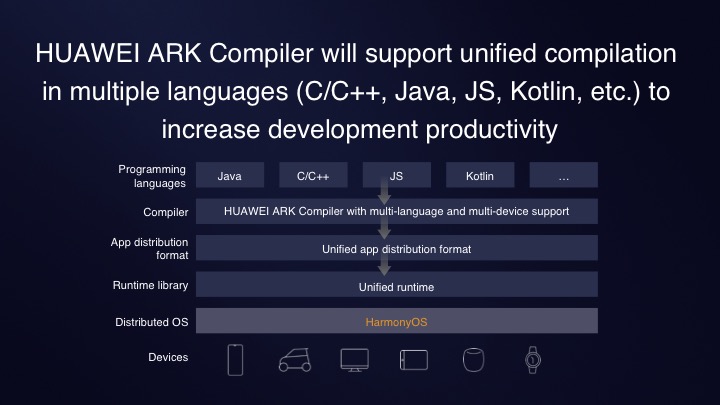 HUAWEI ARK Compiler will support unified compilation
in multiple languages (C/C++, Java, JS, Kotlin, etc.) to
increase development productivity
Programming
languages
Java
C/C++
JS
Kotlin
...
Compiler
HUAWEI ARK Compiler with multi-language and multi-device support
App distribution
format
Unified app distribution format
Runtime library
Unified runtime
Distributed OS
HarmonyOS
Devices